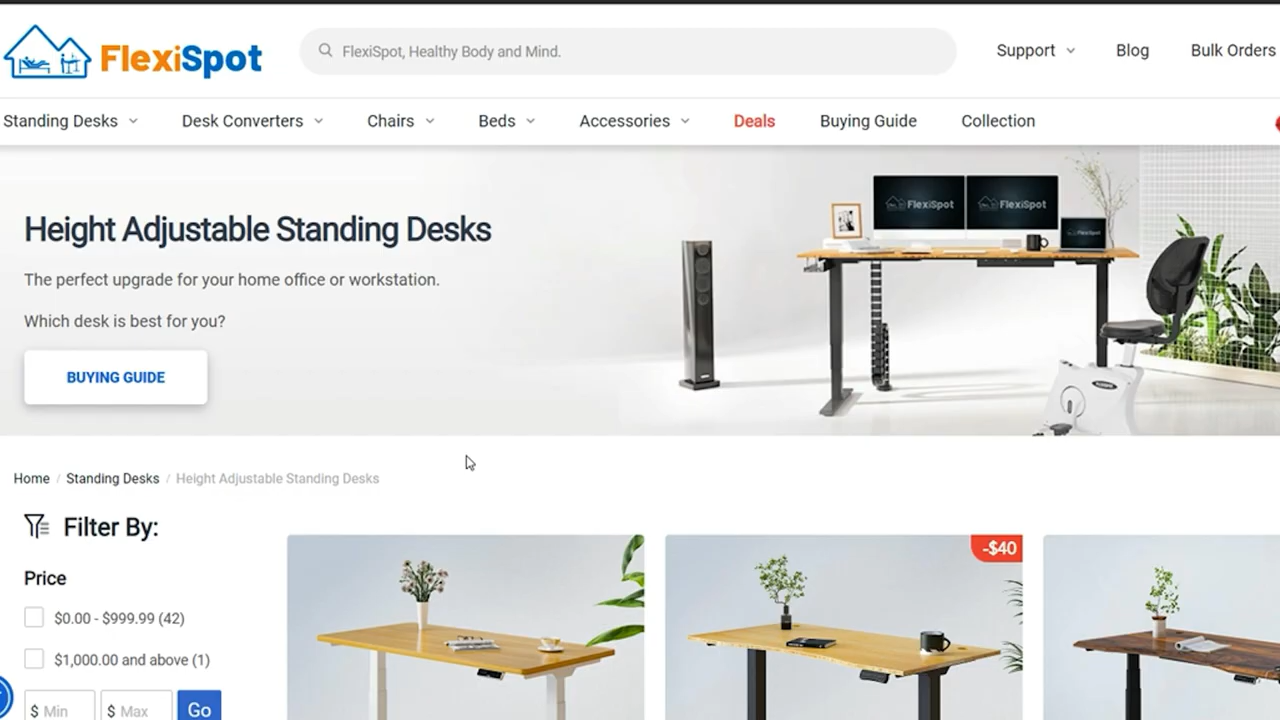 FlexiSpot
FlexiSpot, Healthy Body and Mind.
Support
Blog
Bulk Orders
Standing Desks
Desk Converters
Chairs
Beds
Accessories
Deals
Buying Guide
Collection
Height Adjustable Standing Desks
The perfect upgrade for your home office or workstation.
Which desk is best for you?
BUYING GUIDE
FlexiSpot
FlexiSpot
FlexiSpot
Home / Standing Desks / Height Adjustable Standing Desks
Filter By:
Price
$0.00 - $999.99 (42)
$1,000.00 and above (1)
$ Min
$ Max
Go
-$40